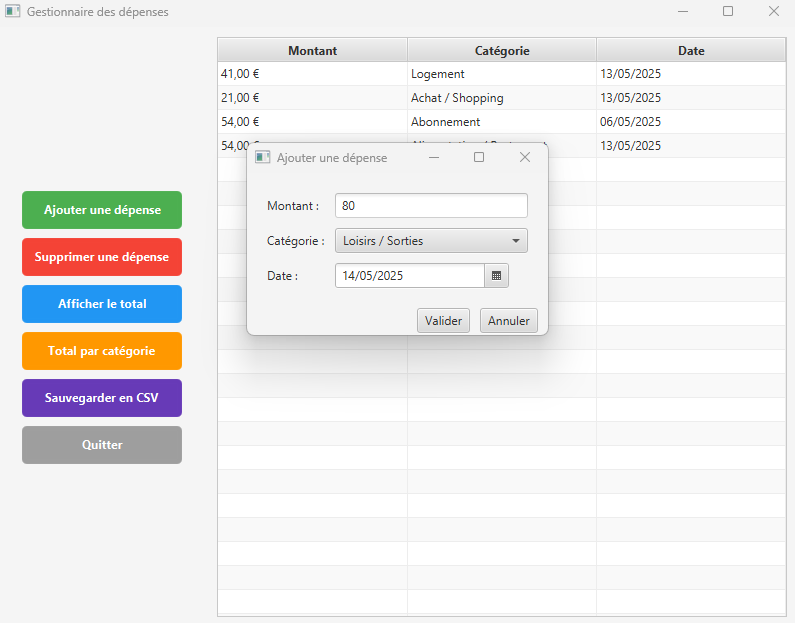 Gestionnaire des dépenses
Montant Catégorie Date
41,00 € Logement 13/05/2025
21,00 € Achat / Shopping 13/05/2025
54,00 € Abonnement 06/05/2025
54,00 13/05/2025
Ajouter une dépense
Montant : 80
Catégorie : Loisirs / Sorties
Date : 14/05/2025
Valider Annuler
Ajouter une dépense
Supprimer une dépense
Afficher le total
Total par catégorie
Sauvegarder en CSV
Quitter